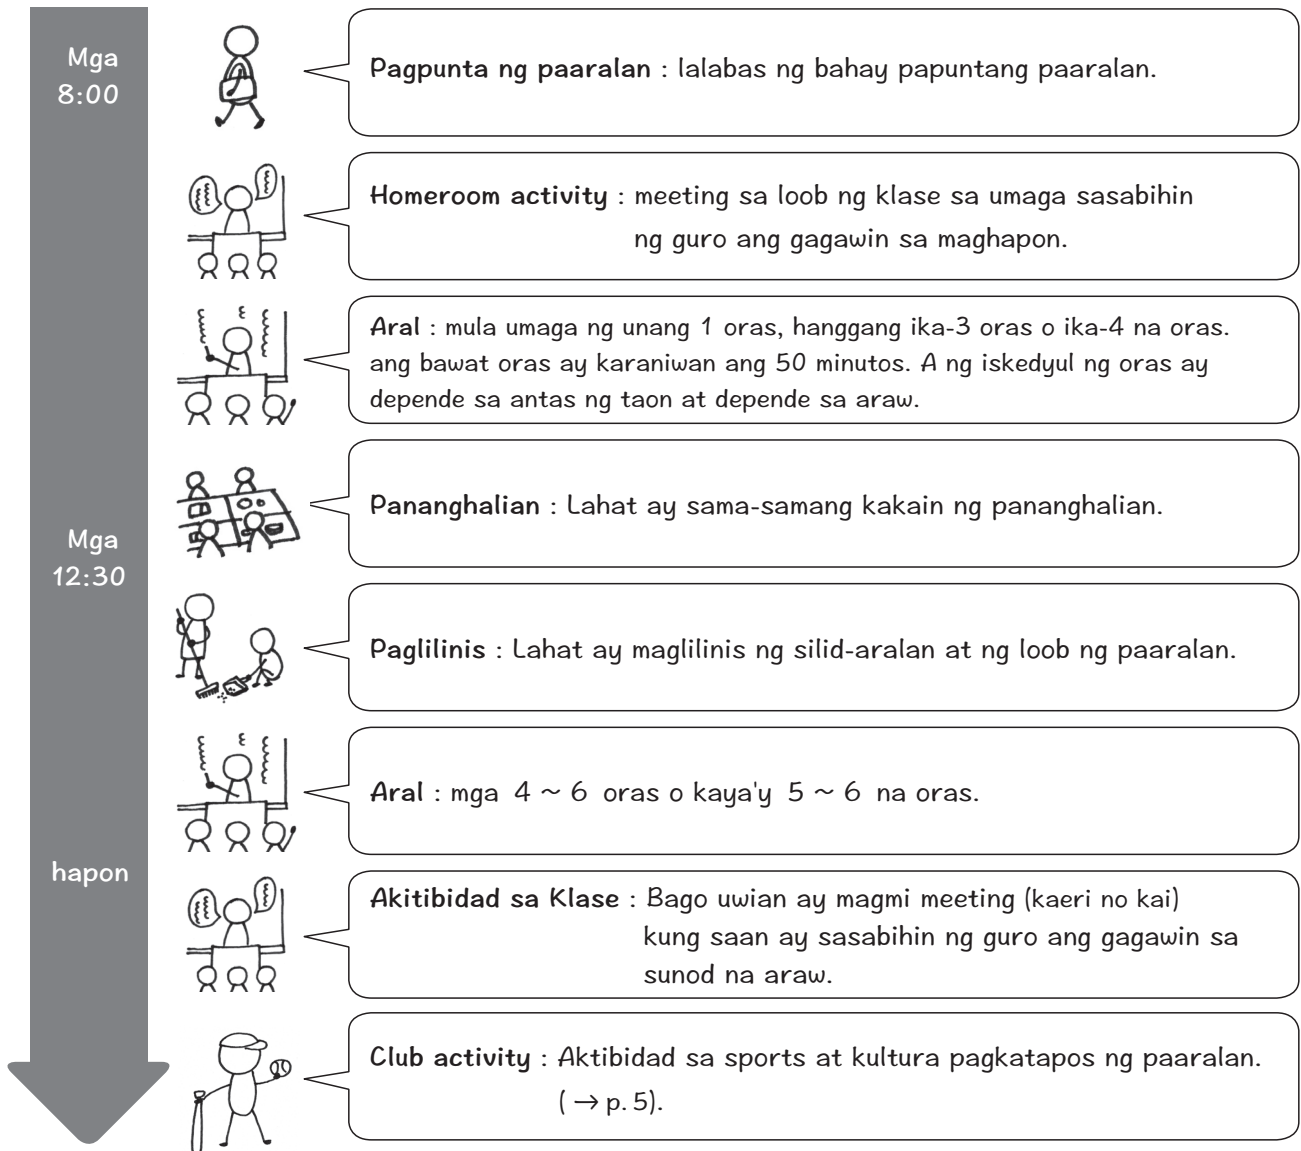 Mga
8:00
Pagpunta ng paaralan : lalabas ng bahay papuntang paaralan.
Homeroom activity : meeting sa loob ng klase sa umaga sasabihin
ng guro ang gagawin sa maghapon.
Aral : mula umaga ng unang 1 oras, hanggang ika-3 oras o ika-4 na oras.
ang bawat oras ay karaniwan ang 50 minutos. A ng iskedyul ng oras ay
depende sa antas ng taon at depende sa araw.
Mga
12:30
Pananghalian : Lahat ay sama-samang kakain ng pananghalian.
Paglilinis : Lahat ay maglilinis ng silid-aralan at ng loob ng paaralan.
Aral : mga 4 ~ 6 oras o kaya'y 5 ~ 6 na oras.
hapon
Akitibidad sa Klase : Bago uwian ay magmi meeting (kaeri no kai)
kung saan ay sasabihin ng guro ang gagawin sa
sunod na araw.
Club activity : Aktibidad sa sports at kultura pagkatapos ng paaralan.
( → p. 5).